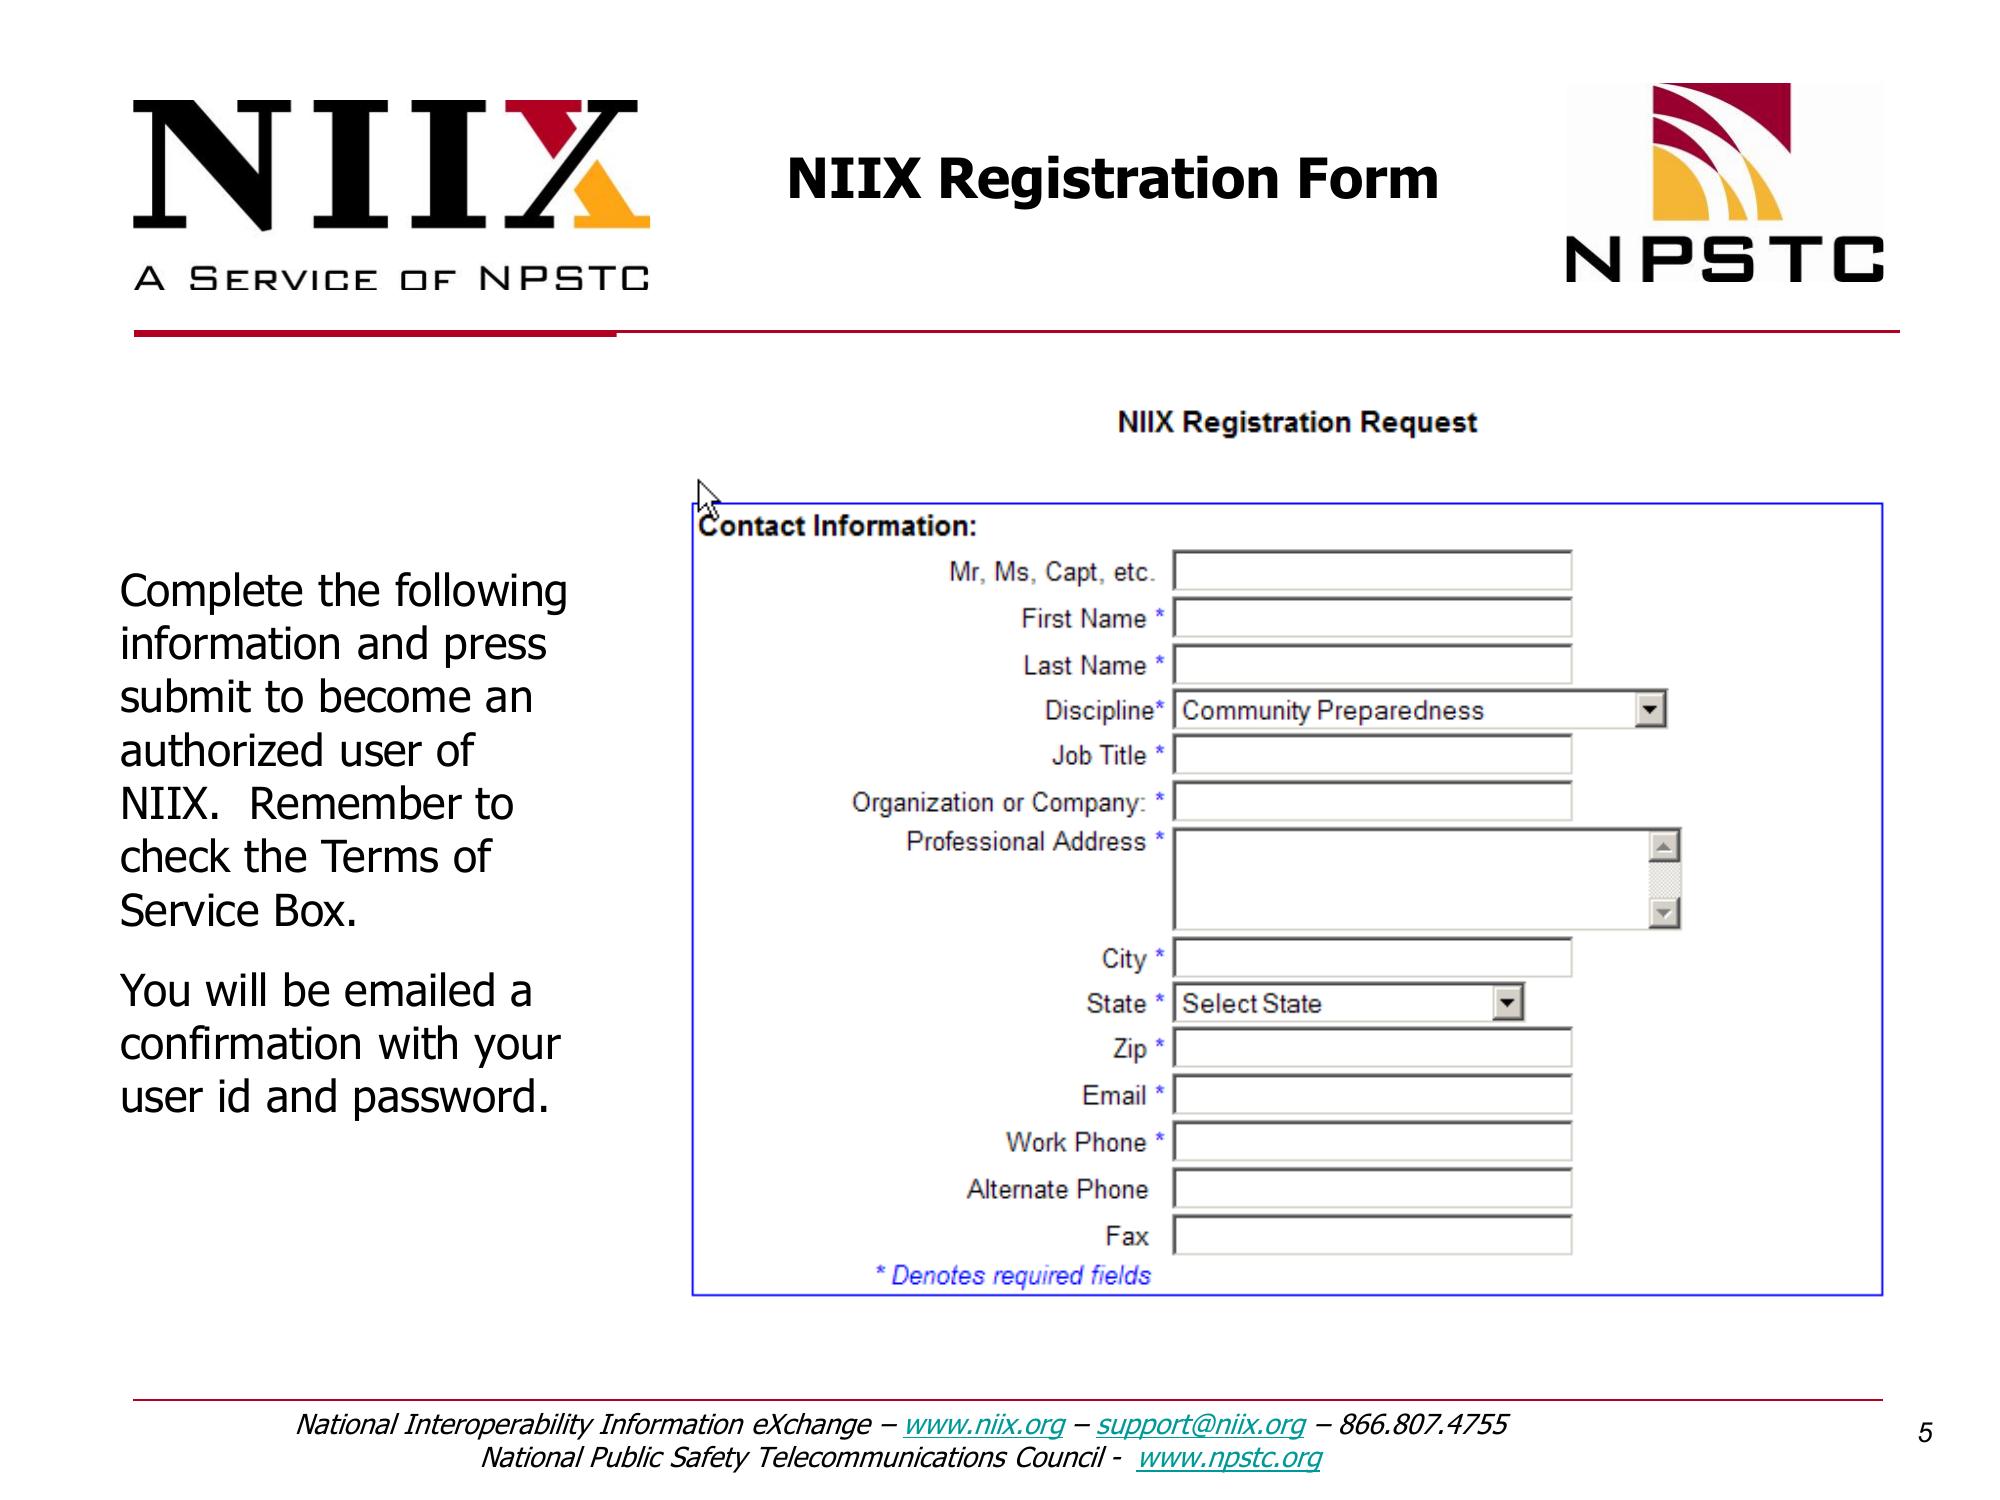 NIIX
A SERVICE OF NPSTC
NIIX Registration Form
NPSTC
Complete the following
information and press
submit to become an
authorized user of
NIIX.  Remember to
check the Terms of
Service Box.
You will be emailed a
confirmation with your
user id and password.
NIIX Registration Request
Contact Information:
Mr, Ms, Capt, etc.
First Name *
Last Name *
Discipline* Community Preparedness
Job Title *
Organization or Company: *
Professional Address *
City *
State * Select State
Zip *
Email *
Work Phone *
Alternate Phone
Fax
* Denotes required fields
National Interoperability Information eXchange – www.niix.org – support@niix.org – 866.807.4755
National Public Safety Telecommunications Council - www.npstc.org
5